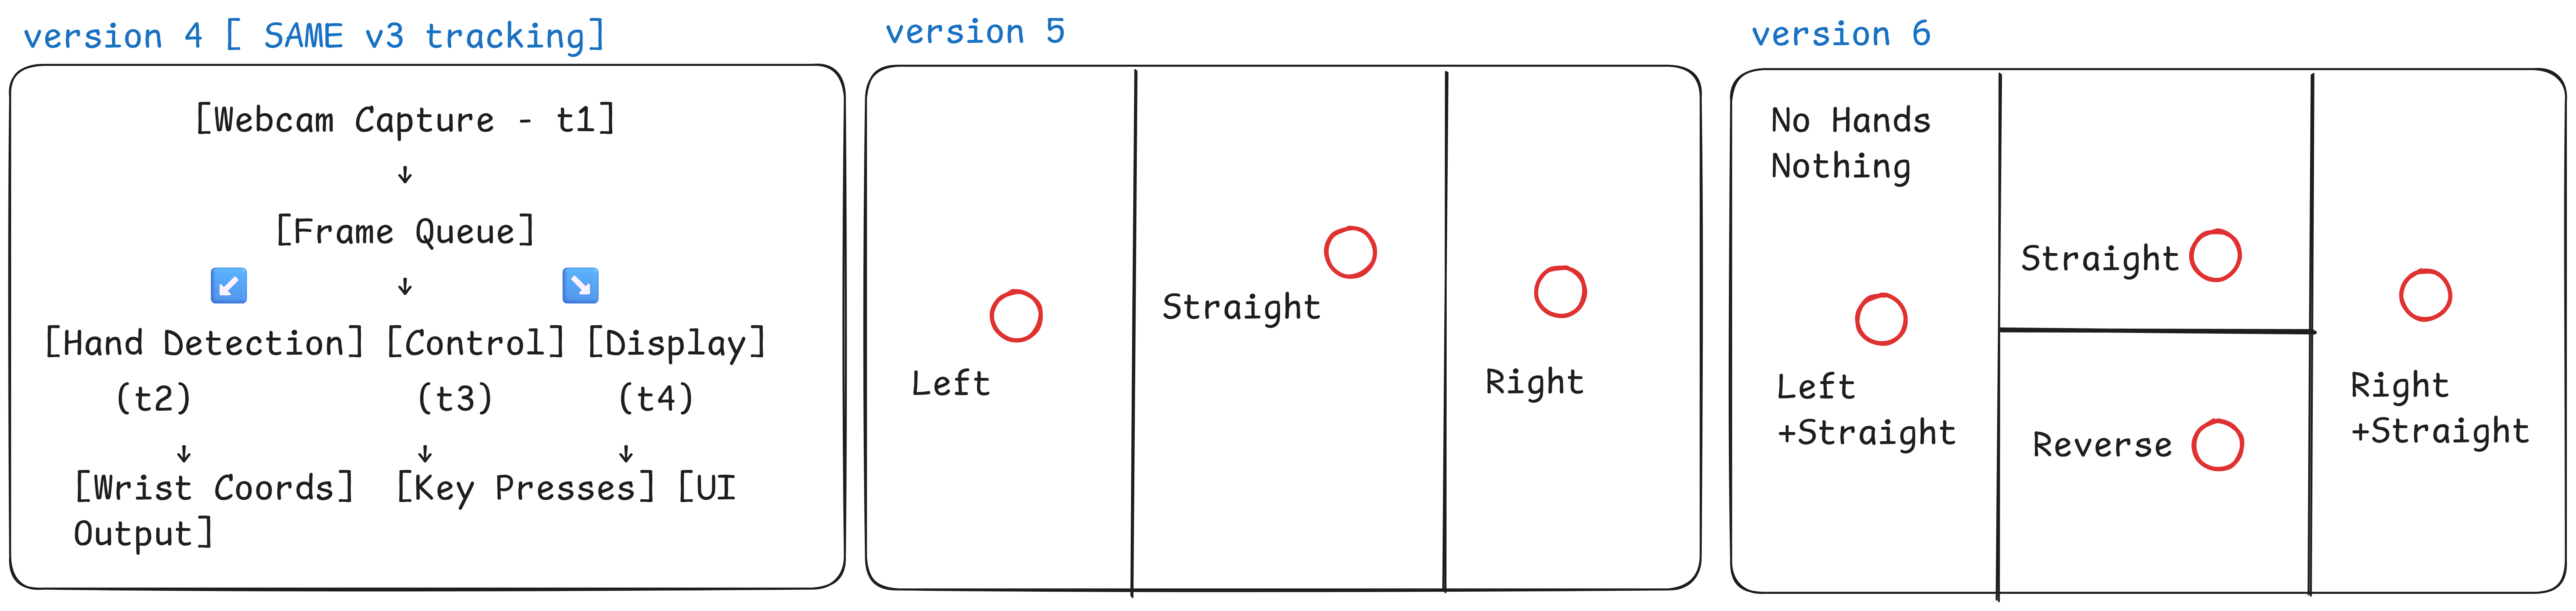 version 4 [ SAME v3 tracking]
[Webcam Capture - t1]
↓
[Frame Queue]
↙ ↓ ↘
[Hand Detection] [Control] [Display]
(t2) (t3) (t4)
↓ ↓ ↓
[Wrist Coords] [Key Presses] [UI
Output]
version 5
Left
Straight
Right
version 6
No Hands
Nothing
Left
+Straight
Straight
Reverse
Right
+Straight